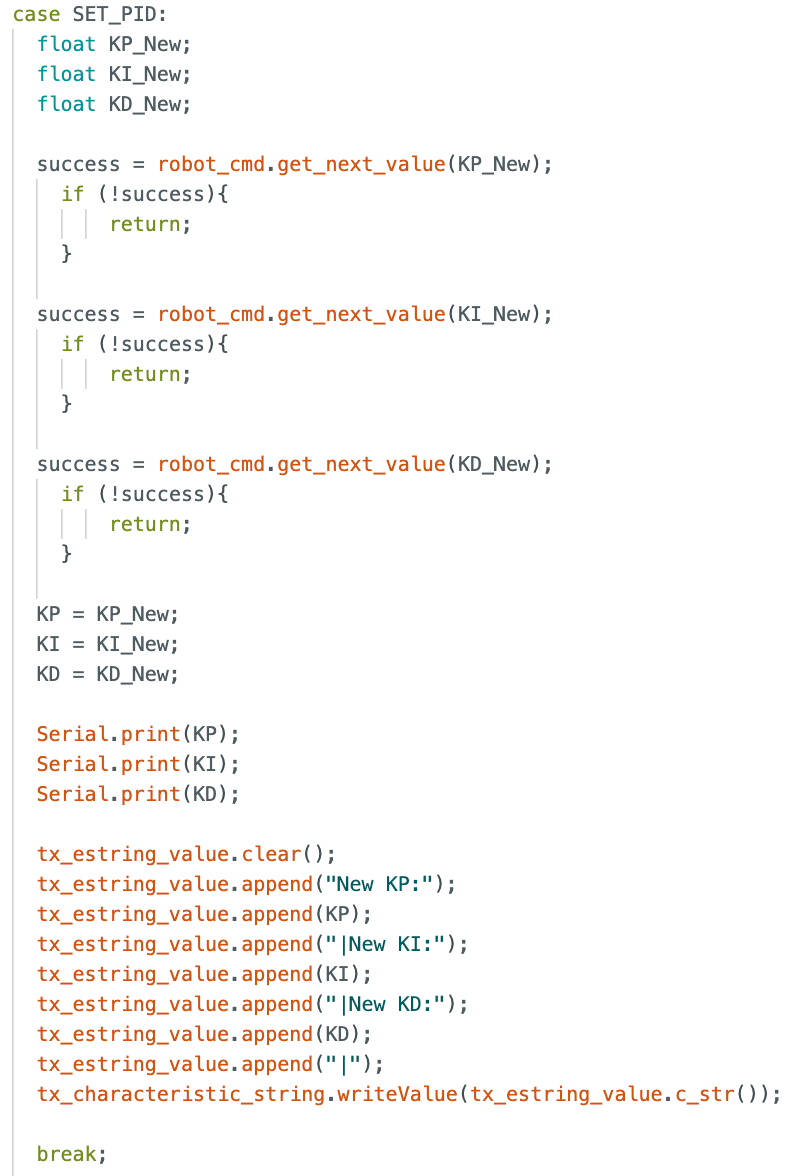 case SET_PID:
float KP_New;
float KI_New;
float KD_New;
success = robot_cmd.get_next_value(KP_New);
if (!success){
return;
}
success = robot_cmd.get_next_value(KI_New);
if (!success){
return;
}
success = robot_cmd.get_next_value(KD_New);
if (!success){
return;
}
KP = KP_New;
KI = KI_New;
KD = KD_New;
Serial.print(KP);
Serial.print(KI);
Serial.print(KD);
tx_estring_value.clear();
tx_estring_value.append("New KP:");
tx_estring_value.append(KP);
tx_estring_value.append("|New KI:");
tx_estring_value.append(KI);
tx_estring_value.append("|New KD:");
tx_estring_value.append(KD);
tx_estring_value.append("|");
tx_characteristic_string.writeValue(tx_estring_value.c_str());
break;